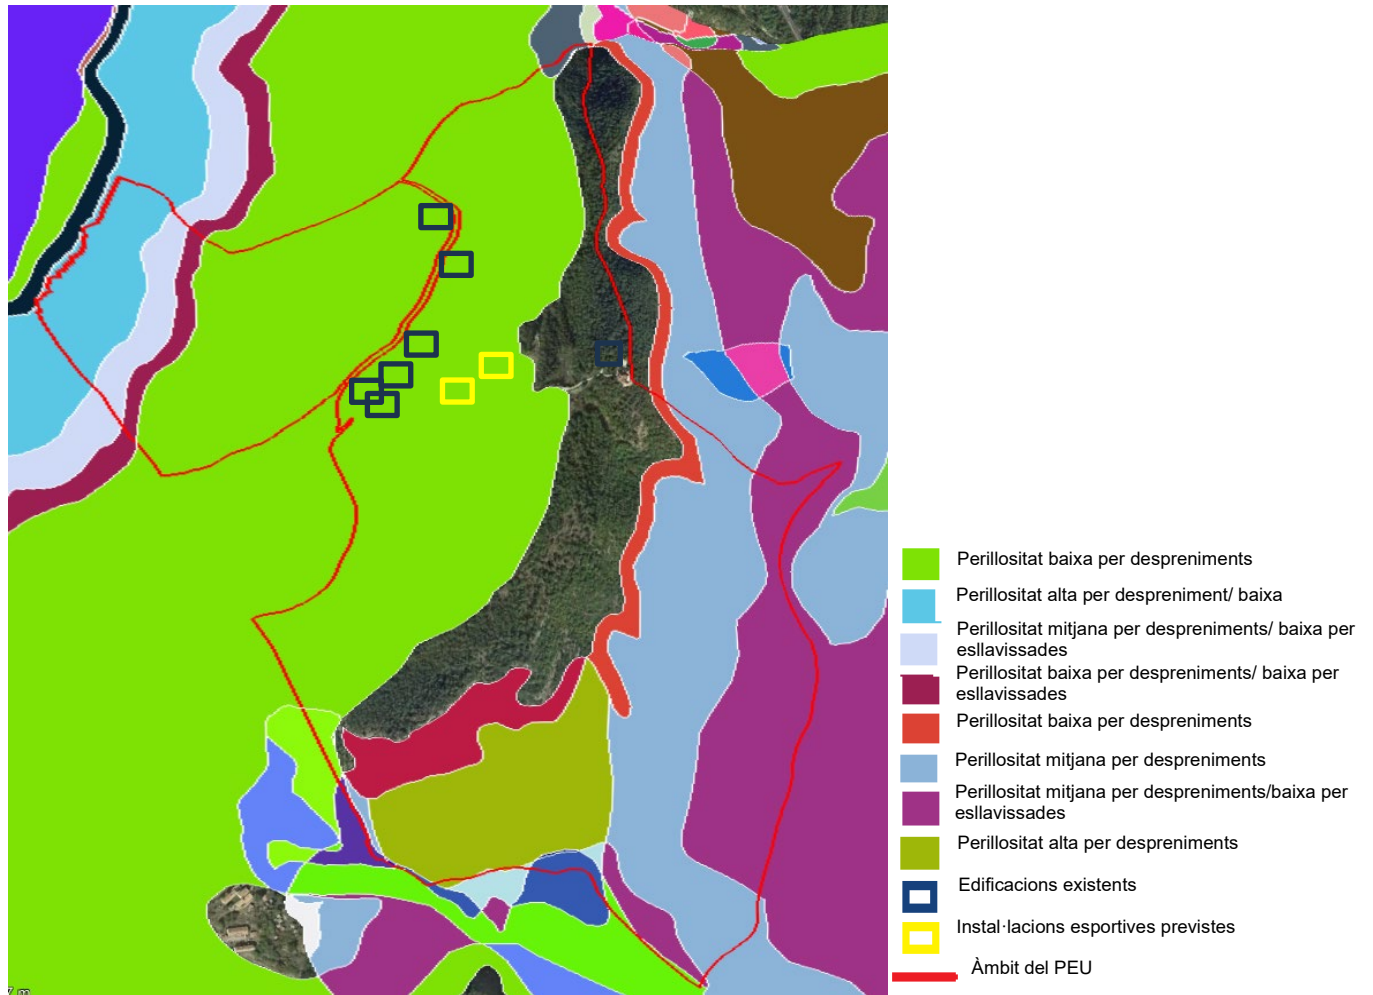 Perillositat baixa per despreniments
Perillositat alta per despreniment/ baixa
Perillositat mitjana per despreniments/ baixa per
esllavissades
Perillositat baixa per despreniments/ baixa per
esllavissades
Perillositat baixa per despreniments
Perillositat mitjana per despreniments
Perillositat mitjana per despreniments/baixa per
esllavissades
Perillositat alta per despreniments
Edificacions existents
Instal·lacions esportives previstes
Àmbit del PEU